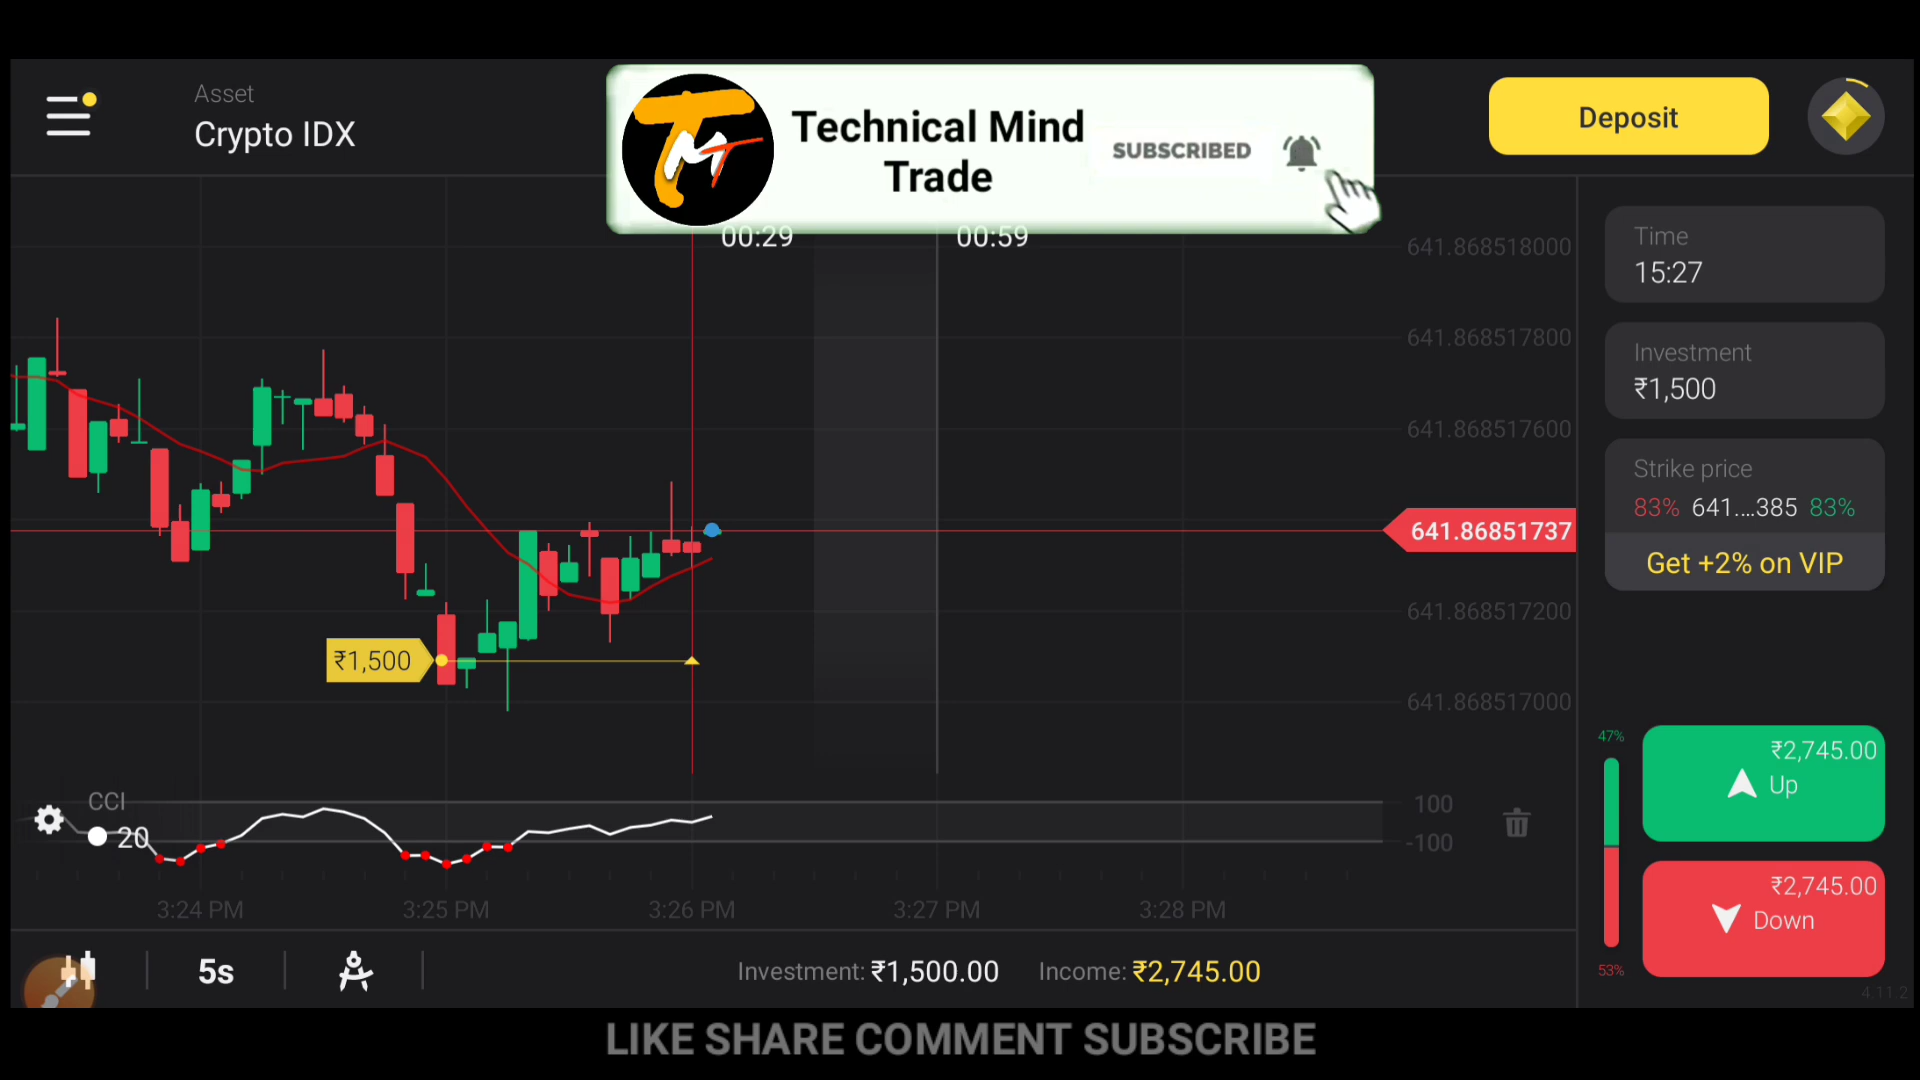 Asset
Crypto IDX
TMT
Technical Mind
Trade
SUBSCRIBED
Deposit
00:29
00:59
641.868518000
641.868517800
641.868517600
641.86851737
641.868517200
641.868517000
Time
15:27
Investment
₹1,500
Strike price
83% 641....385 83%
Get +2% on VIP
₹1,500
47%
₹2,745.00
Up
₹2,745.00
Down
53%
4.11.2
CCI
20
100
-100
3:24 PM
3:25 PM
3:26 PM
3:27 PM
3:28 PM
5s
Investment: ₹1,500.00
Income: ₹2,745.00
LIKE SHARE COMMENT SUBSCRIBE